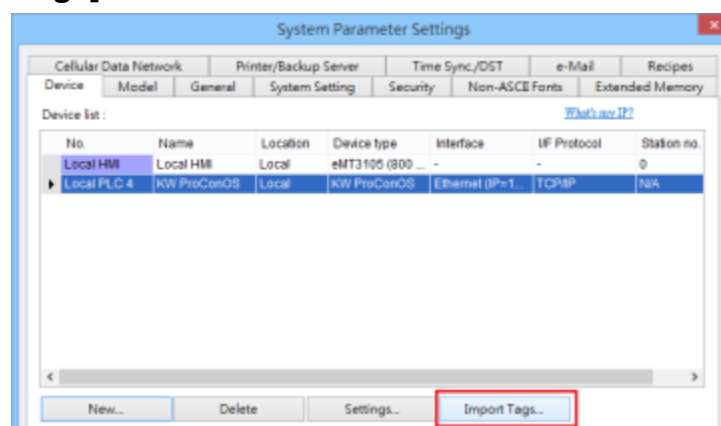 System Parameter Settings
Cellular Data Network Printer/Backup Server Time Sync./DST e-Mail Recipes
Device Model General System Setting Security Non-ASCII Fonts Extended Memory
Device list : What's my IP?
No. Name Location Device type Interface I/F Protocol Station no.
Local HMI Local HMI Local eMT3105 (800 ... - - 0
Local PLC 4 KW ProConOS Local KW ProConOS Ethernet (IP=1... TCP/IP N/A
New... Delete Settings... Import Tags...